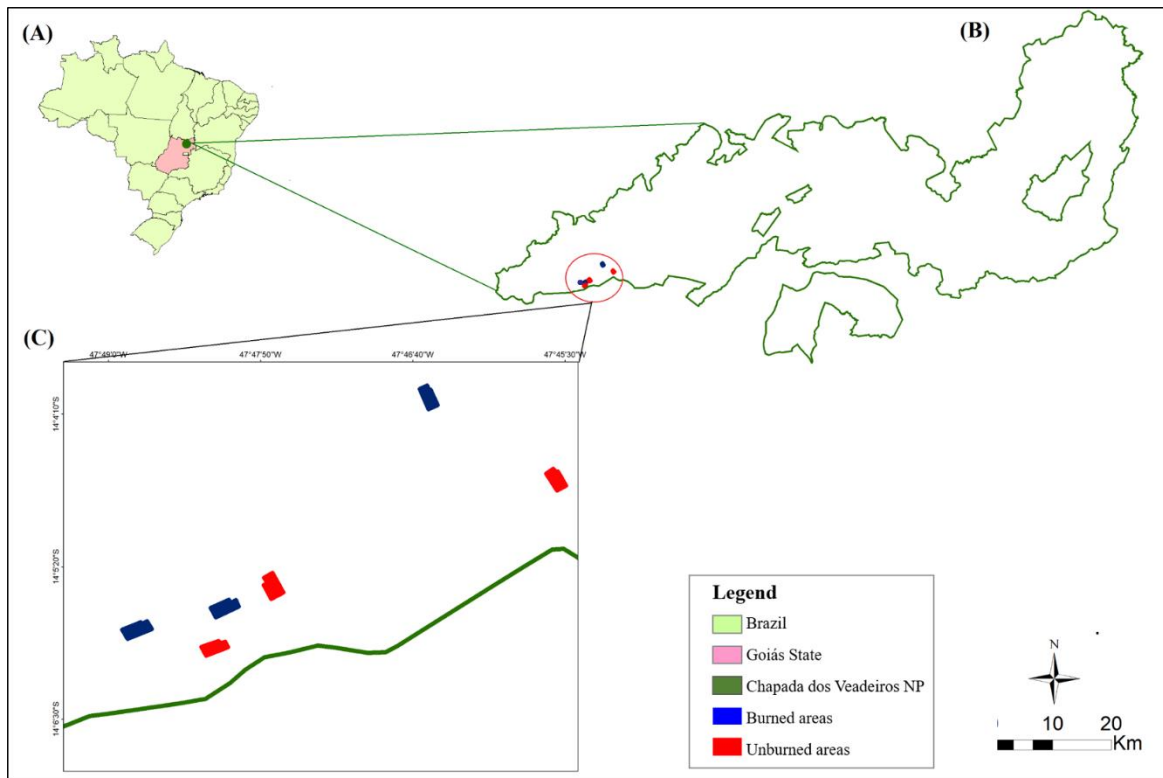 (A)
(B)
(C)
47°49'0"W 47°47'50"W 47°46'40"W 47°45'30"W
14°4'10"S
14°5'20"S
14°6'30"S
Legend
Brazil
Goiás State
Chapada dos Veadeiros NP
Burned areas
Unburned areas
N
10 20
Km